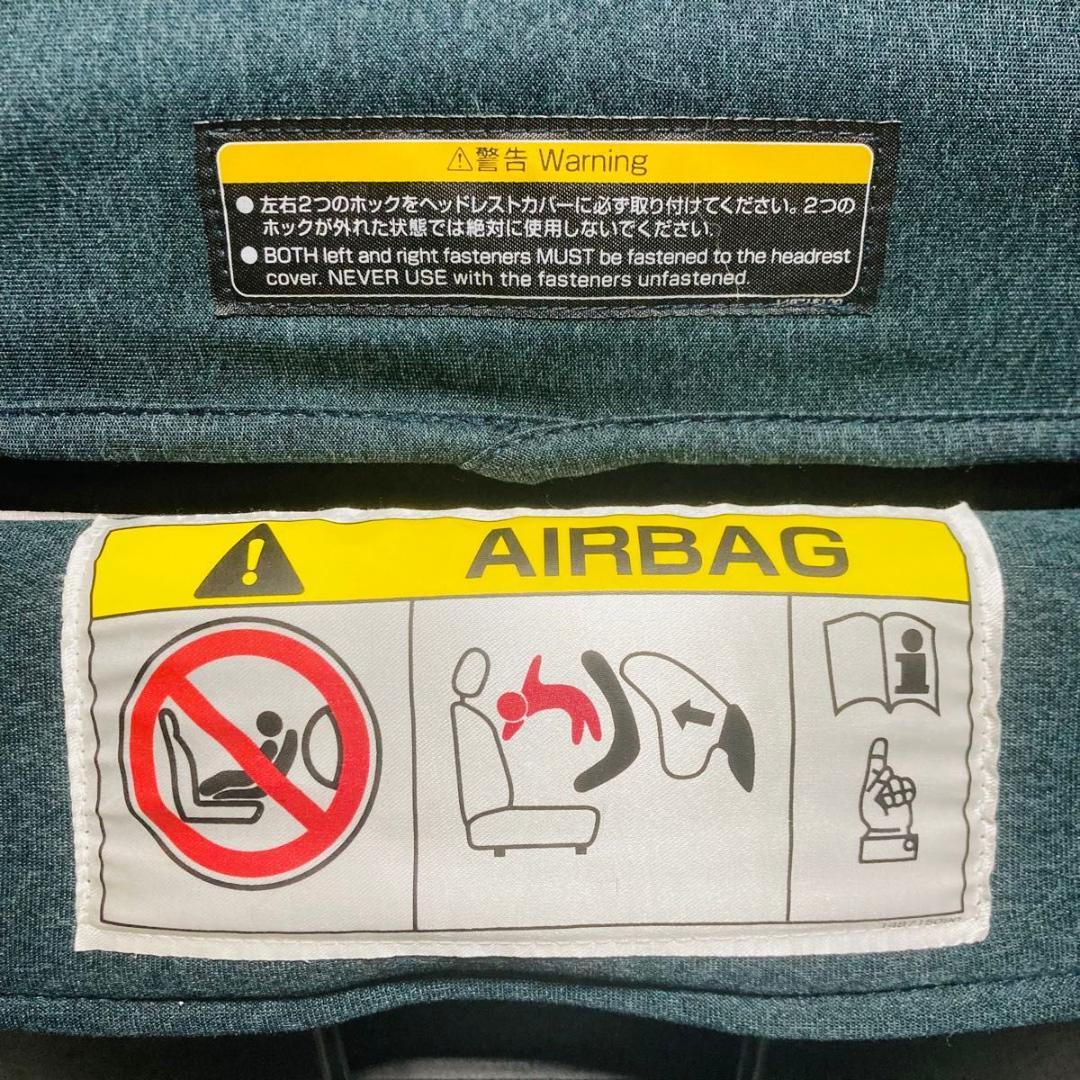 警告 Warning
● 左右2つのホックをヘッドレストカバーに必ず取り付けてください。2つの
ホックが外れた状態では絶対に使用しないでください。
● BOTH left and right fasteners MUST be fastened to the headrest
cover. NEVER USE with the fasteners unfastened.
AIRBAG
i